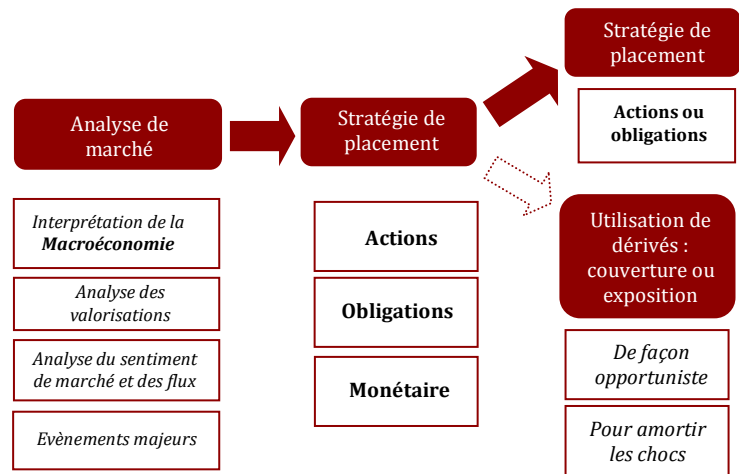 Analyse de
marché
Interprétation de la
Macroéconomie
Analyse des
valorisations
Analyse du sentiment
de marché et des flux
Evènements majeurs
Stratégie de
placement
Actions
Obligations
Monétaire
Stratégie de
placement
Actions ou
obligations
Utilisation de
dérivés :
couverture ou
exposition
De façon
opportuniste
Pour amortir
les chocs